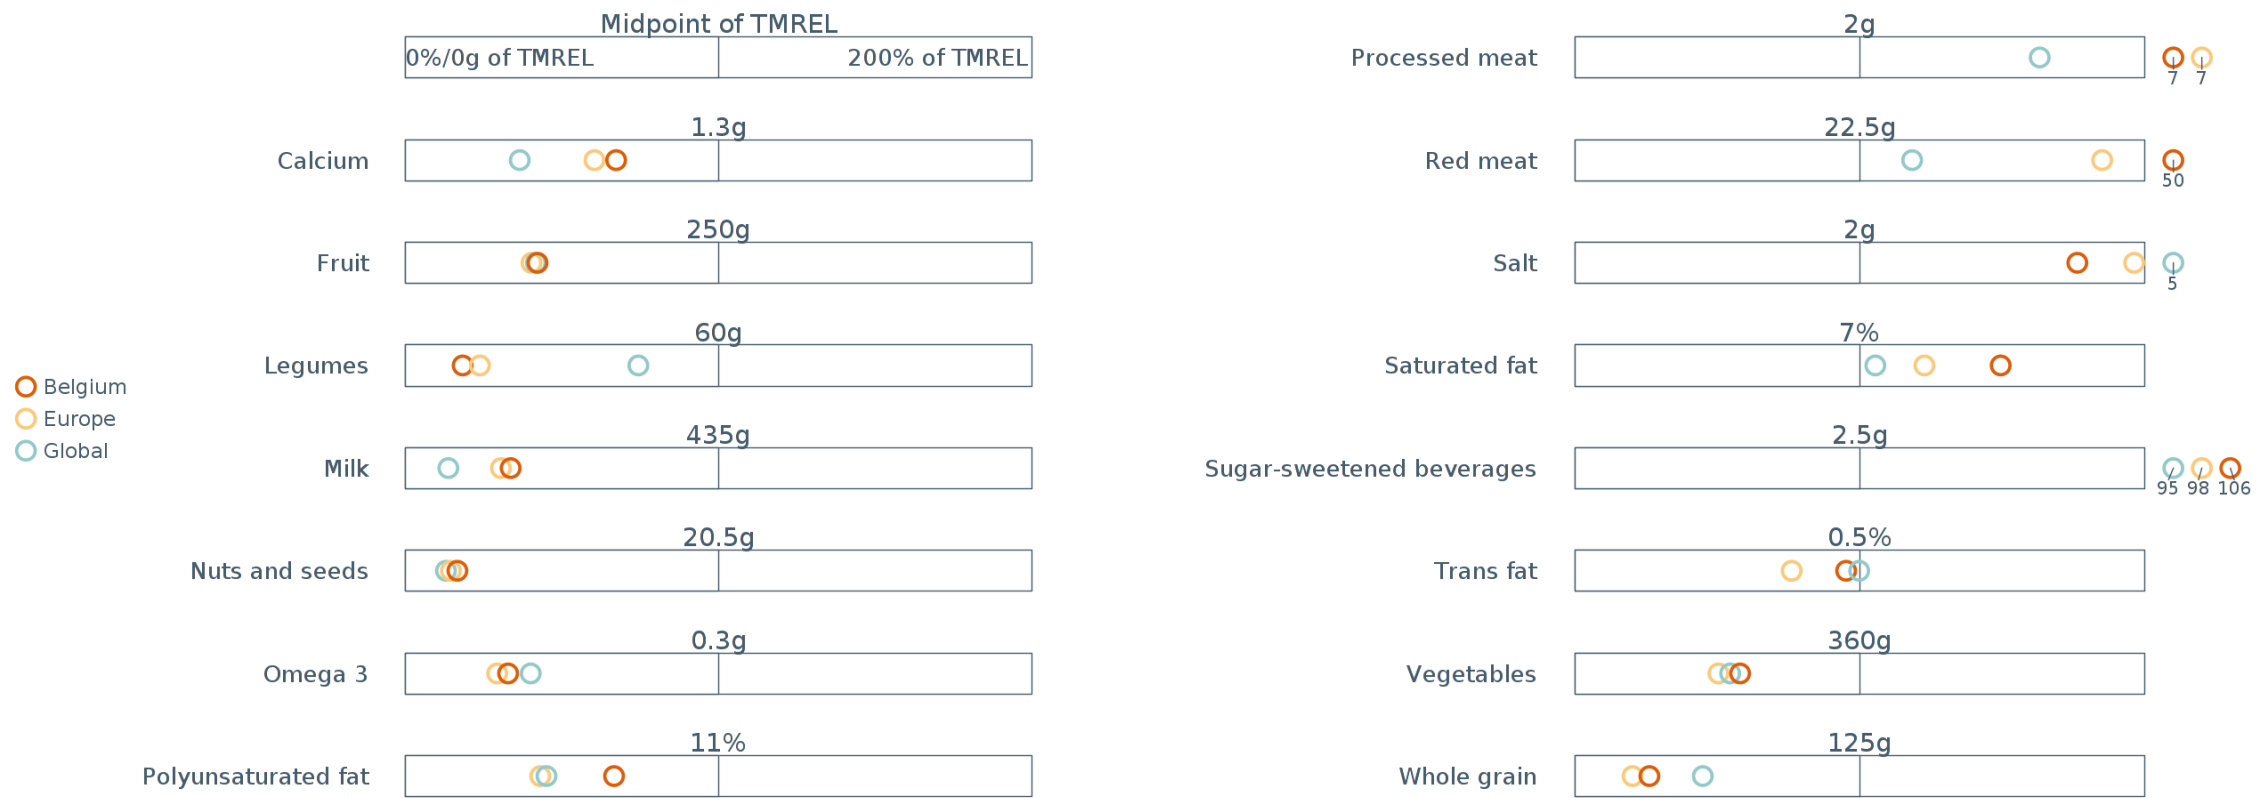 Midpoint of TMREL
0%/0g of TMREL
200% of TMREL
1.3g
Calcium
250g
Fruit
60g
Legumes
435g
Milk
20.5g
Nuts and seeds
0.3g
Omega 3
11%
Polyunsaturated fat
Belgium
Europe
Global
2g
Processed meat
7
7
22.5g
Red meat
50
2g
Salt
5
7%
Saturated fat
2.5g
Sugar-sweetened beverages
95
98
106
0.5%
Trans fat
360g
Vegetables
125g
Whole grain